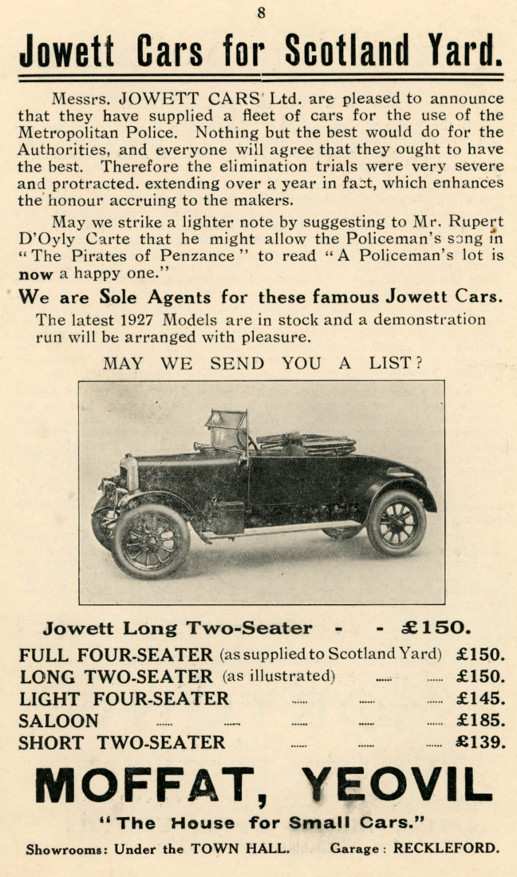 8
Jowett Cars for Scotland Yard.
Messrs. JOWETT CARS' Ltd. are pleased to announce
that they have supplied a fleet of cars for the use of the
Metropolitan Police. Nothing but the best would do for the
Authorities, and everyone will agree that they ought to have
the best. Therefore the elimination trials were very severe
and protracted. extending over a year in fact, which enhances
the honour accruing to the makers.
May we strike a lighter note by suggesting to Mr. Rupert
D'Oyly Carte that he might allow the Policeman's song in
"The Pirates of Penzance" to read "A Policeman's lot is
now a happy one."
We are Sole Agents for these famous Jowett Cars.
The latest 1927 Models are in stock and a demonstration
run will be arranged with pleasure.
MAY WE SEND YOU A LIST?
Jowett Long Two-Seater - - £150.
FULL FOUR-SEATER (as supplied to Scotland Yard) £150.
LONG TWO-SEATER (as illustrated) ...... ...... £150.
LIGHT FOUR-SEATER ...... ...... ...... £145.
SALOON ...... ...... ...... ...... ...... £185.
SHORT TWO-SEATER ...... ...... ...... £139.
MOFFAT, YEOVIL
"The House for Small Cars."
Showrooms: Under the TOWN HALL. Garage: RECKLEFORD.